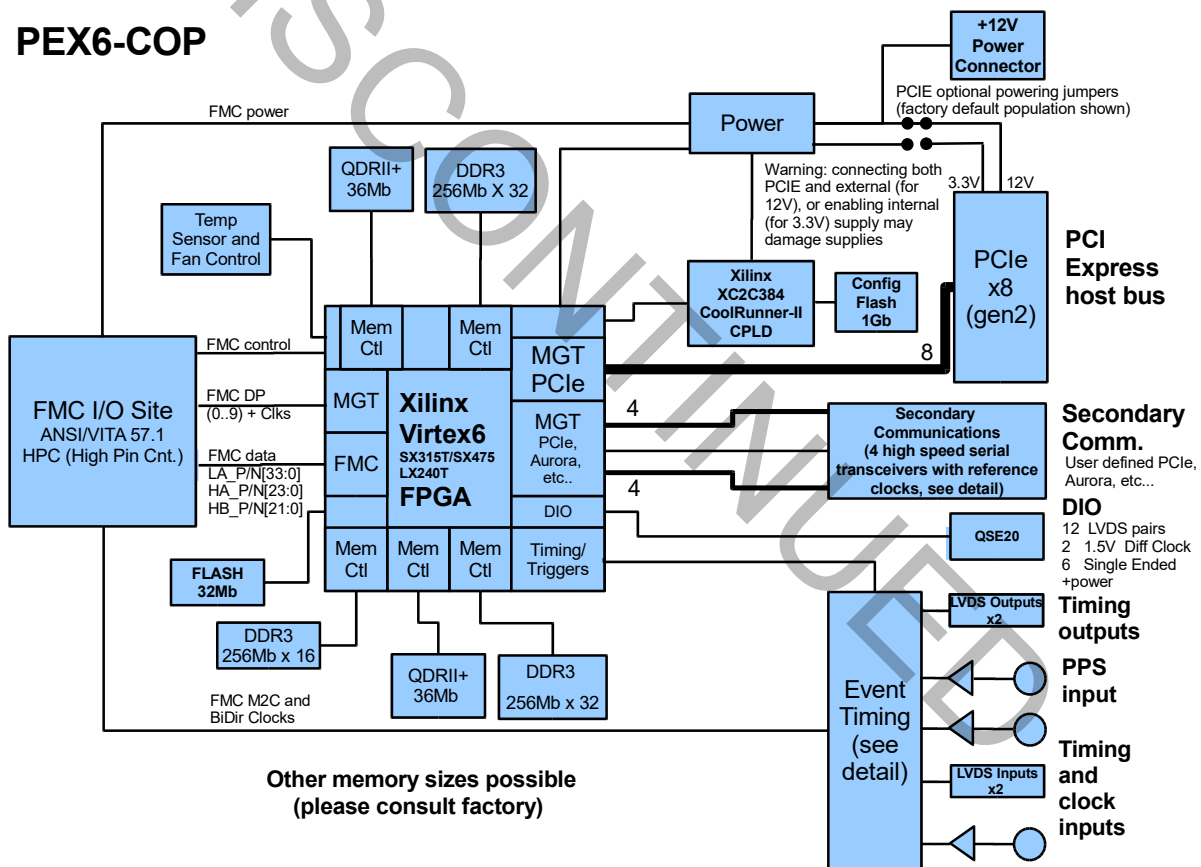 PEX6-COP
+12V
Power
Connector
PCIE optional powering jumpers
(factory default population shown)
FMC power
Power
QDRII+
36Mb
DDR3
256Mb X 32
Warning: connecting both
PCIE and external (for
12V), or enabling internal
(for 3.3V) supply may
damage supplies
3.3V
12V
Temp
Sensor and
Fan Control
PCIe
x8
(gen2)
PCI
Express
host bus
Xilinx
XC2C384
CoolRunner-II
CPLD
Config
Flash
1Gb
Mem
Ctl
Mem
Ctl
MGT
PCIe
8
FMC control
FMC I/O Site
ANSI/VITA 57.1
HPC (High Pin Cnt.)
FMC DP
(0..9) + Clks
MGT
Xilinx
Virtex6
SX315T/SX475
LX240T
FPGA
MGT
PCIe,
Aurora,
etc..
4
4
Secondary
Communications
(4 high speed serial
transceivers with reference
clocks, see detail)
Secondary
Comm.
User defined PCIe,
Aurora, etc...
FMC data
LA_P/N[33:0]
HA_P/N[23:0]
HB_P/N[21:0]
FMC
DIO
QSE20
DIO
12 LVDS pairs
2 1.5V Diff Clock
6 Single Ended
+power
FLASH
32Mb
Mem
Ctl
Mem
Ctl
Mem
Ctl
Timing/
Triggers
DDR3
256Mb x 16
QDRII+
36Mb
DDR3
256Mb x 32
LVDS Outputs
x2
Timing
outputs
PPS
input
FMC M2C and
BiDir Clocks
Event
Timing
(see
detail)
LVDS Inputs
x2
Timing
and
clock
inputs
Other memory sizes possible
(please consult factory)